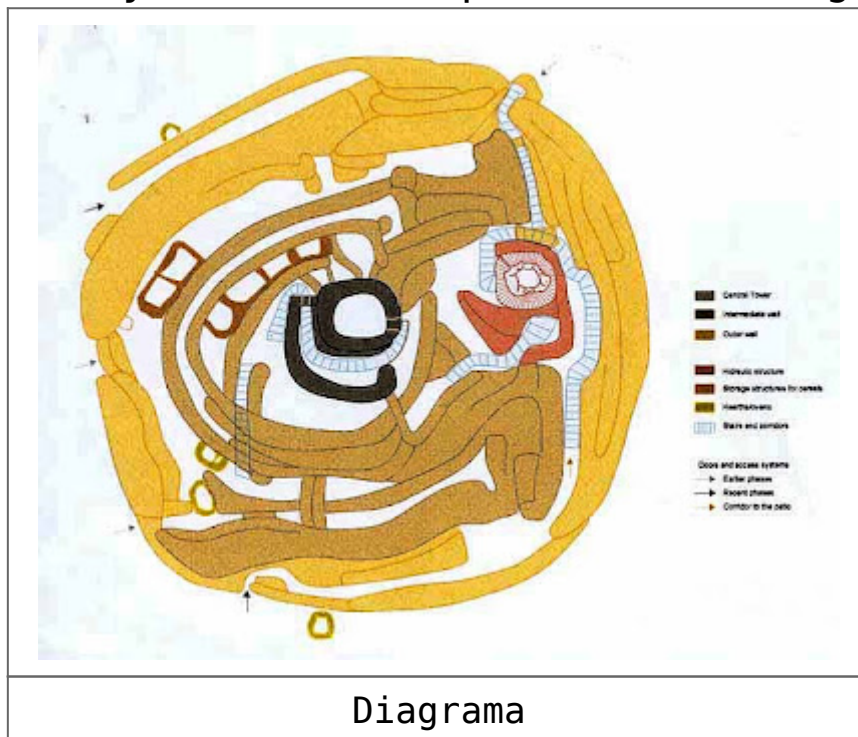 Central Tower
Intermediate wall
Outer wall
Hidraulic structure
Storage structures for cereals
Hearths/ovens
Stairs and corridors
Doors and access systems
Earlier phases
Recent phases
Corridor to the patio
Diagrama